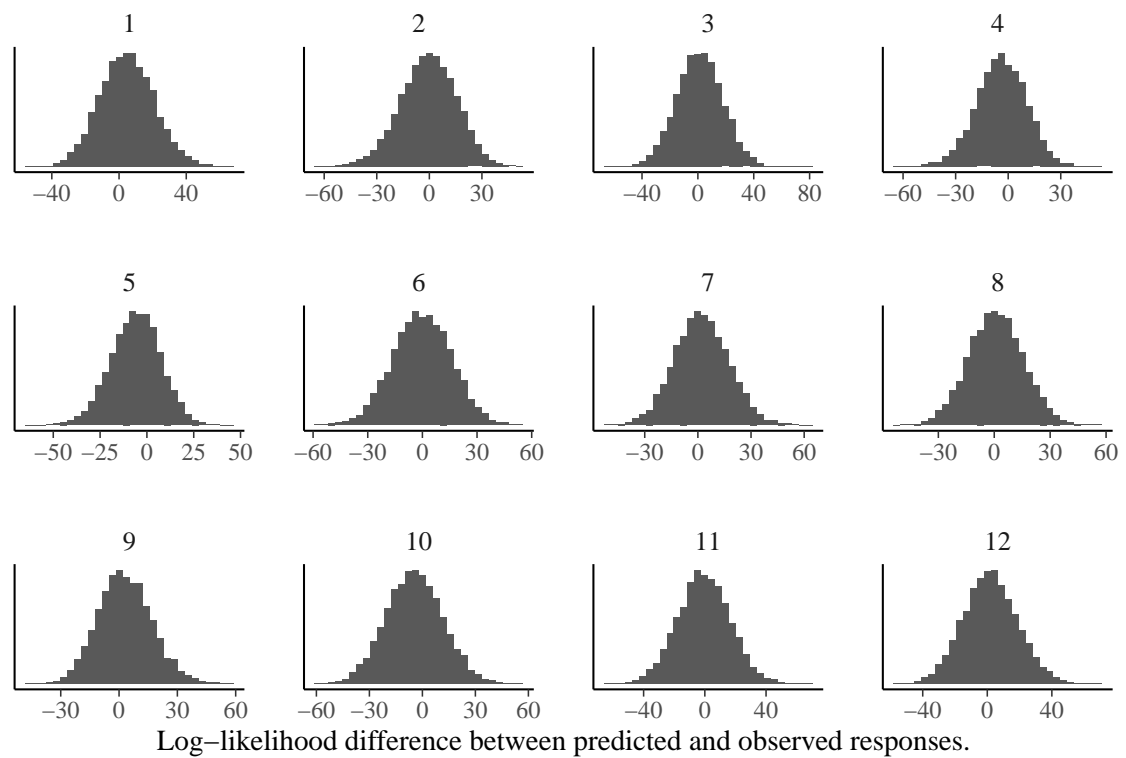 1 2 3 4
−40 0 40 −60 −30 0 30 −40 0 40 80 −60 −30 0 30
5 6 7 8
−50 −25 0 25 50 −60 −30 0 30 60 −30 0 30 60 −30 0 30 60
9 10 11 12
−30 0 30 60 −60 −30 0 30 60 −40 0 40 −40 0 40
Log−likelihood difference between predicted and observed responses.